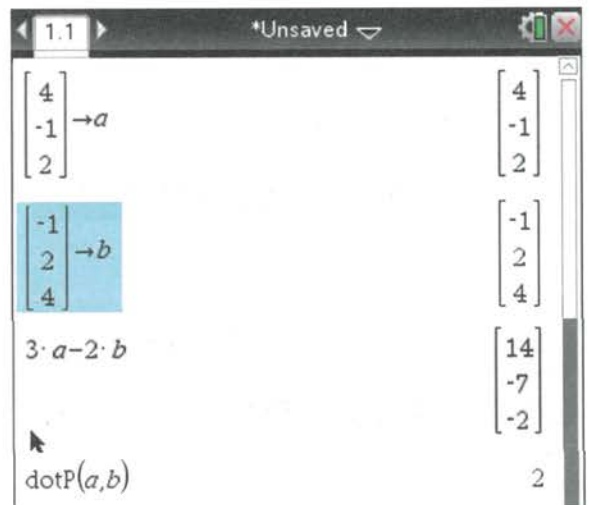 1.1 *Unsaved
[4 -1 2]→a [4 -1 2]
[-1 2 4]→b [-1 2 4]
3· a−2· b [14 -7 -2]
dotP(a,b) 2